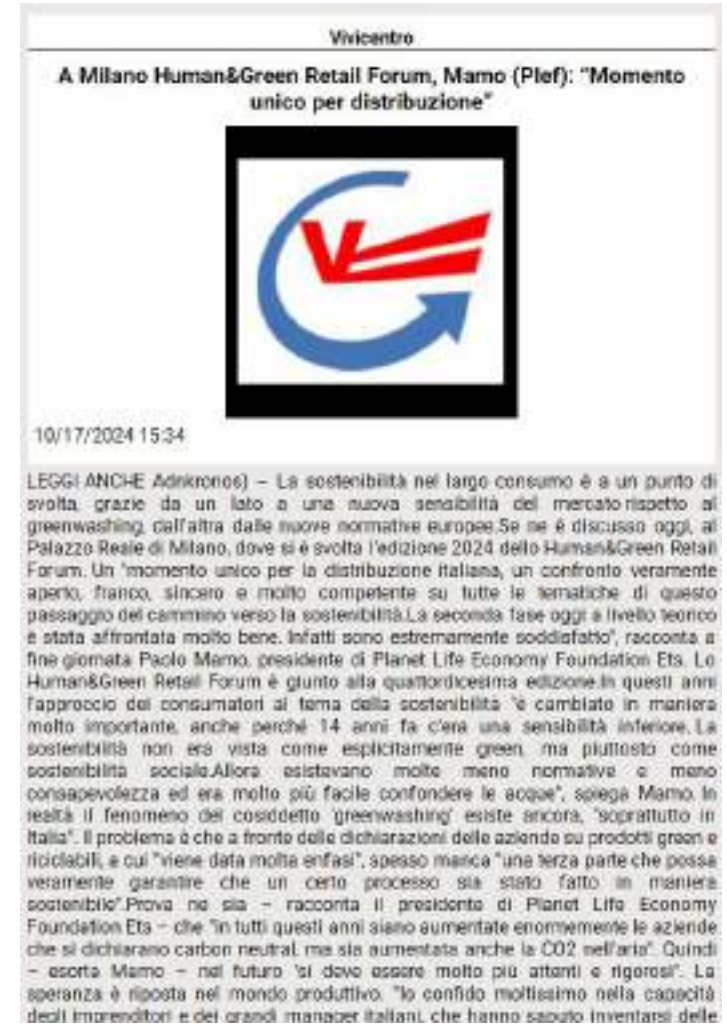 Vivicentro
A Milano Human&Green Retail Forum, Mamo (Plef): “Momento
unico per distribuzione”
10/17/2024 15:34
LEGGI ANCHE Adnkronos) – La sostenibilità nel largo consumo è a un punto di
svolta, grazie da un lato a una nuova sensibilità del mercato rispetto al
greenwashing, dall'altra dalle nuove normative europee.Se ne è discusso oggi, al
Palazzo Reale di Milano, dove si è svolta l'edizione 2024 dello Human&Green Retail
Forum. Un "momento unico per la distribuzione italiana, un confronto veramente
aperto, franco, sincero e molto competente su tutte le tematiche di questo
passaggio del cammino verso la sostenibilità.La seconda fase oggi a livello teorico
è stata affrontata molto bene. Infatti sono estremamente soddisfatto", racconta a
fine giornata Paolo Mamo, presidente di Planet Life Economy Foundation Ets. Lo
Human&Green Retail Forum è giunto alla quattordicesima edizione.In questi anni
l'approccio dei consumatori al tema della sostenibilità "è cambiato in maniera
molto importante, anche perché 14 anni fa c'era una sensibilità inferiore. La
sostenibilità non era vista come esplicitamente green, ma piuttosto come
sostenibilità sociale.Allora esistevano molte meno normative e meno
consapevolezza ed era molto più facile confondere le acque", spiega Mamo. In
realtà il fenomeno del cosiddetto 'greenwashing' esiste ancora, "soprattutto in
Italia". Il problema è che a fronte delle dichiarazioni delle aziende su prodotti green e
riciclabili, a cui "viene data molta enfasi", spesso manca "una terza parte che possa
veramente garantire che un certo processo sia stato fatto in maniera
sostenibile".Prova ne sia – racconta il presidente di Planet Life Economy
Foundation Ets – che "in tutti questi anni siano aumentate enormemente le aziende
che si dichiarano carbon neutral, ma sia aumentata anche la CO2 nell'aria". Quindi
– esorta Mamo – nel futuro "si deve essere molto più attenti e rigorosi". La
speranza è riposta nel mondo produttivo. "Io confido moltissimo nella capacità
degli imprenditori e dei grandi manager italiani, che hanno saputo inventarsi delle